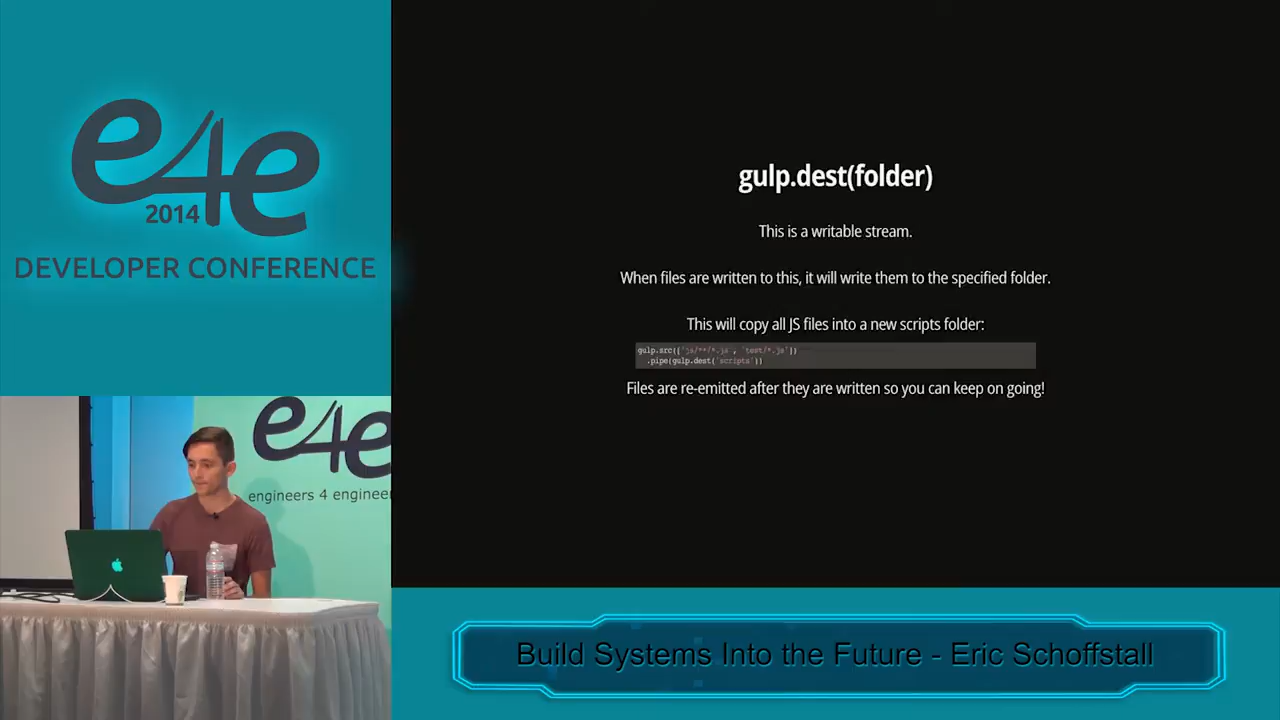 e4e
2014
DEVELOPER CONFERENCE
gulp.dest(folder)
This is a writable stream.
When files are written to this, it will write them to the specified folder.
This will copy all JS files into a new scripts folder:
gulp.src(['js/**/*.js', 'test/*.js'])
.pipe(gulp.dest('scripts'))
Files are re-emitted after they are written so you can keep on going!
e4e
engineers 4 engineer
Build Systems Into the Future - Eric Schoffstall